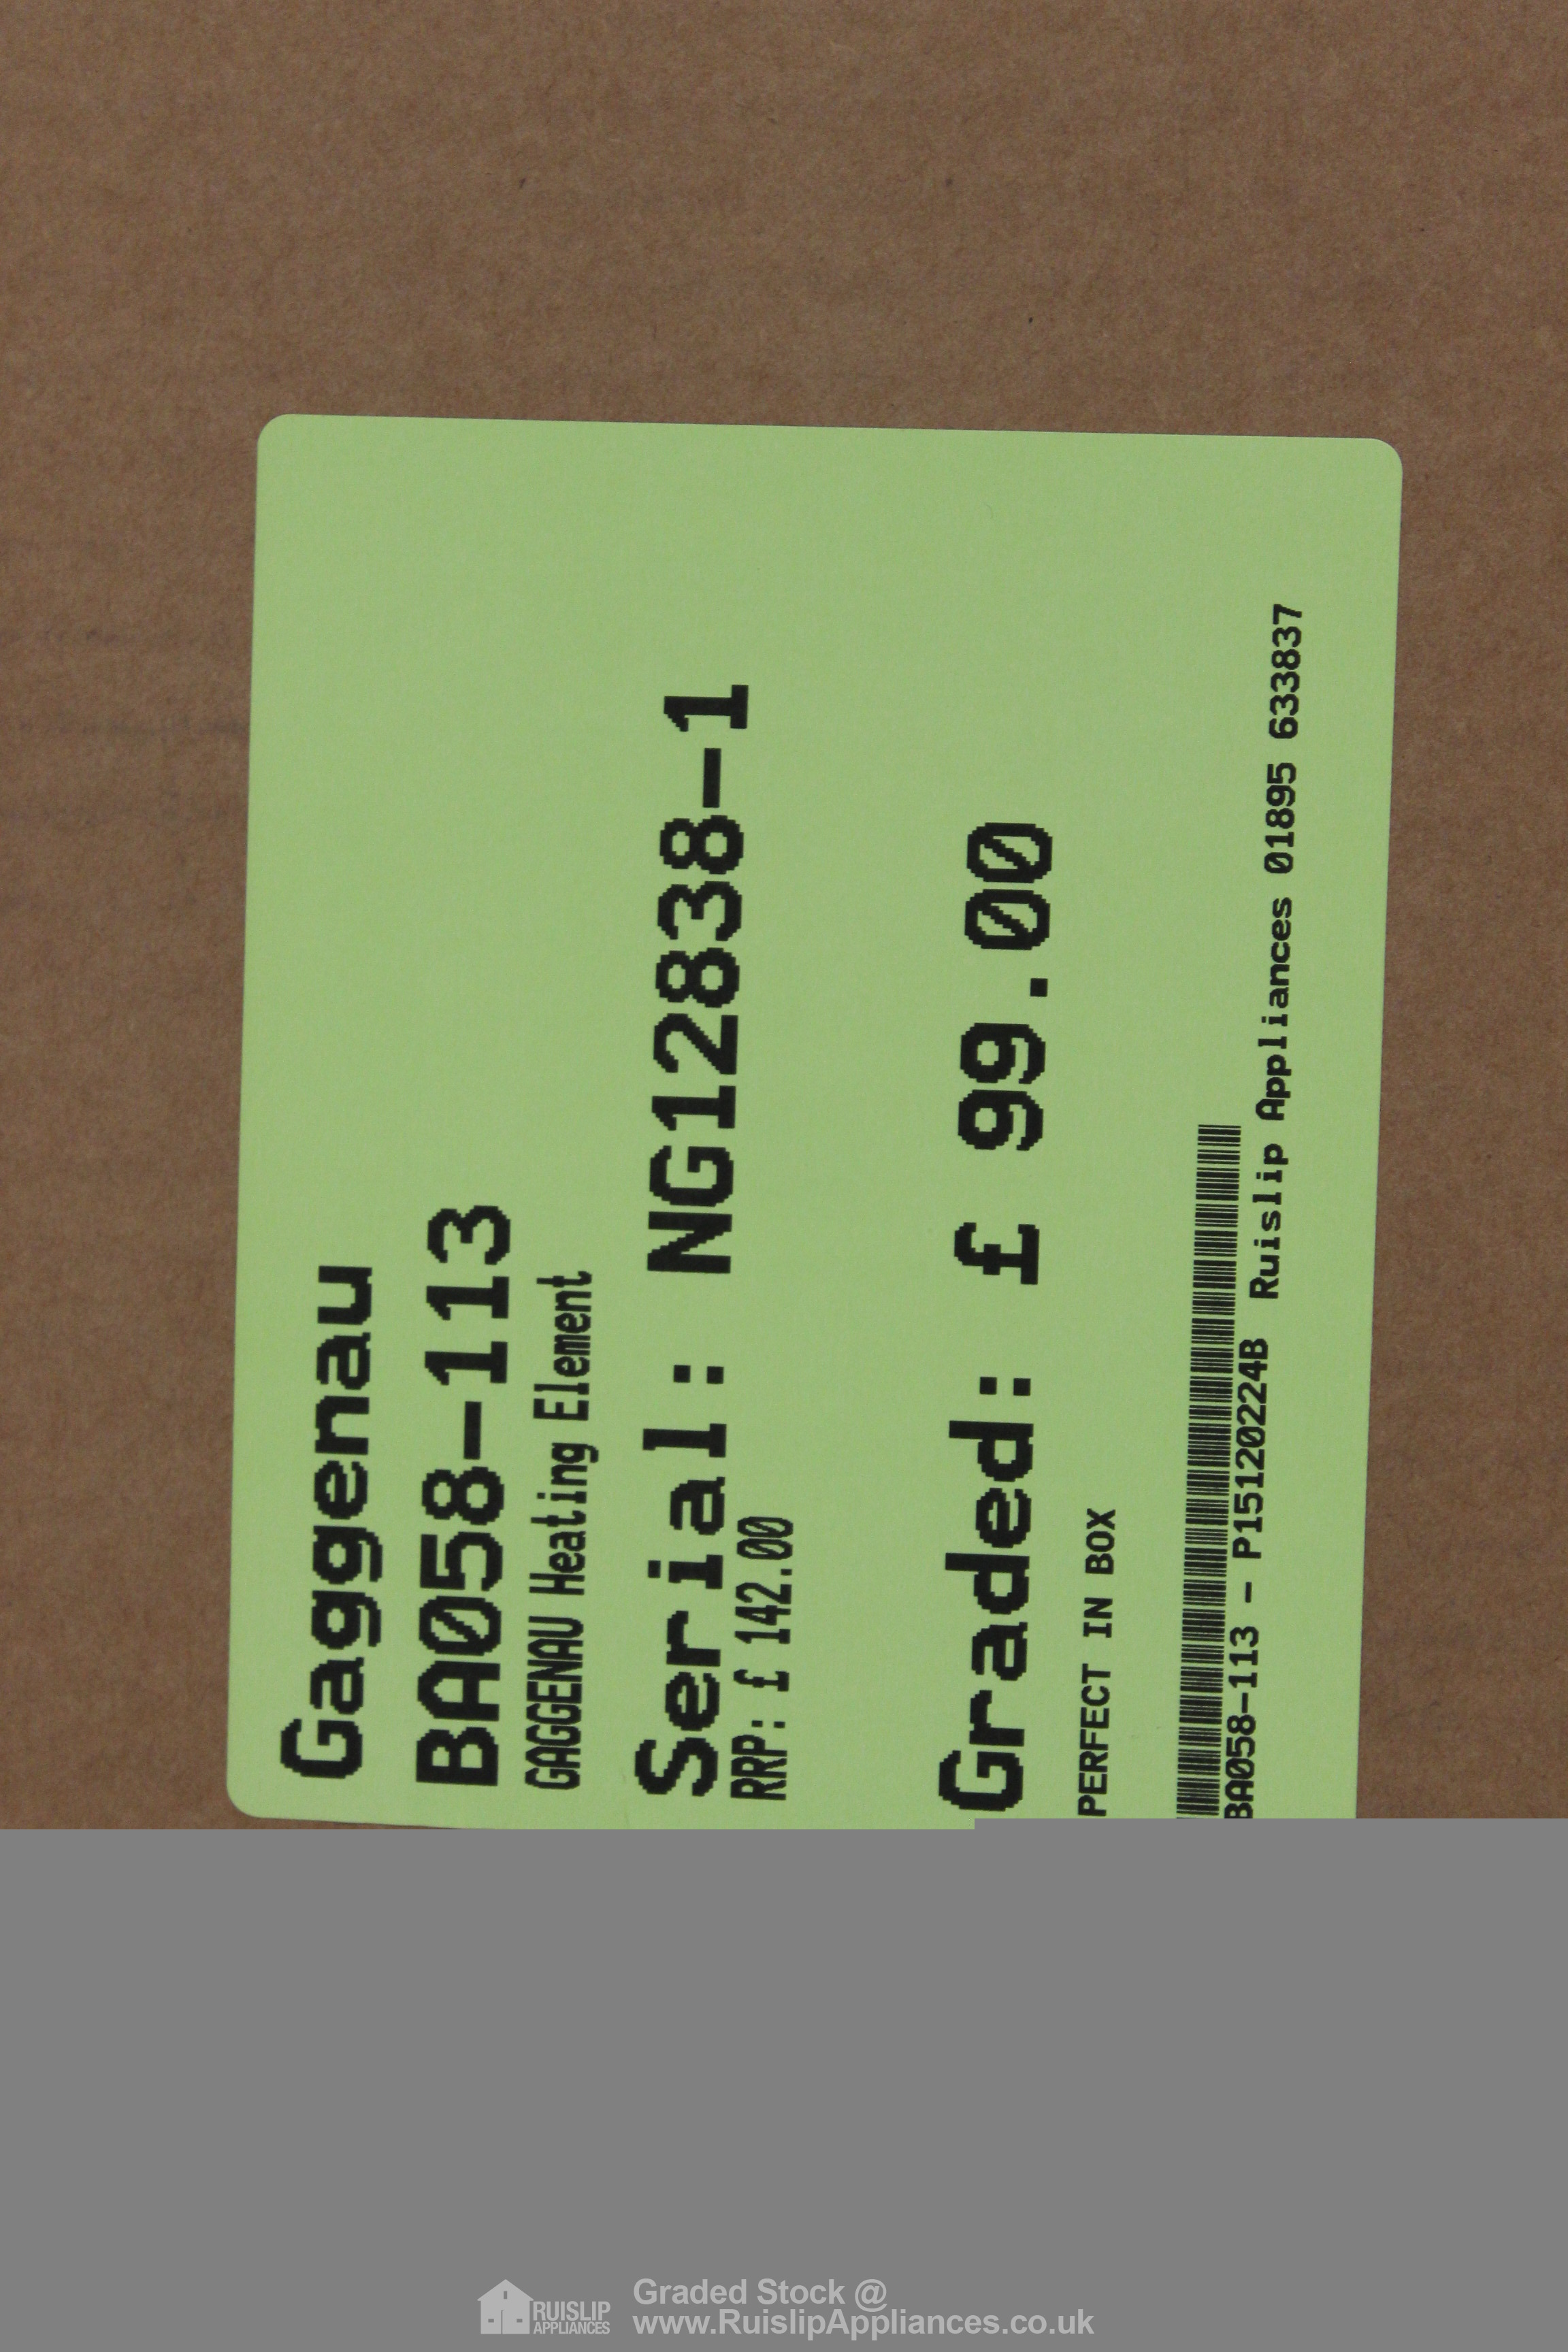 Gaggenau
BA058-113
GAGGENAU Heating Element
Serial: NG12838-1
RRP: £ 142.00
Graded: £ 99.00
PERFECT IN BOX
BA058-113 - P15120224B Ruislip Appliances 01895 633837
RUISLIP
APPLIANCES
Graded Stock @
www.RuislipAppliances.co.uk